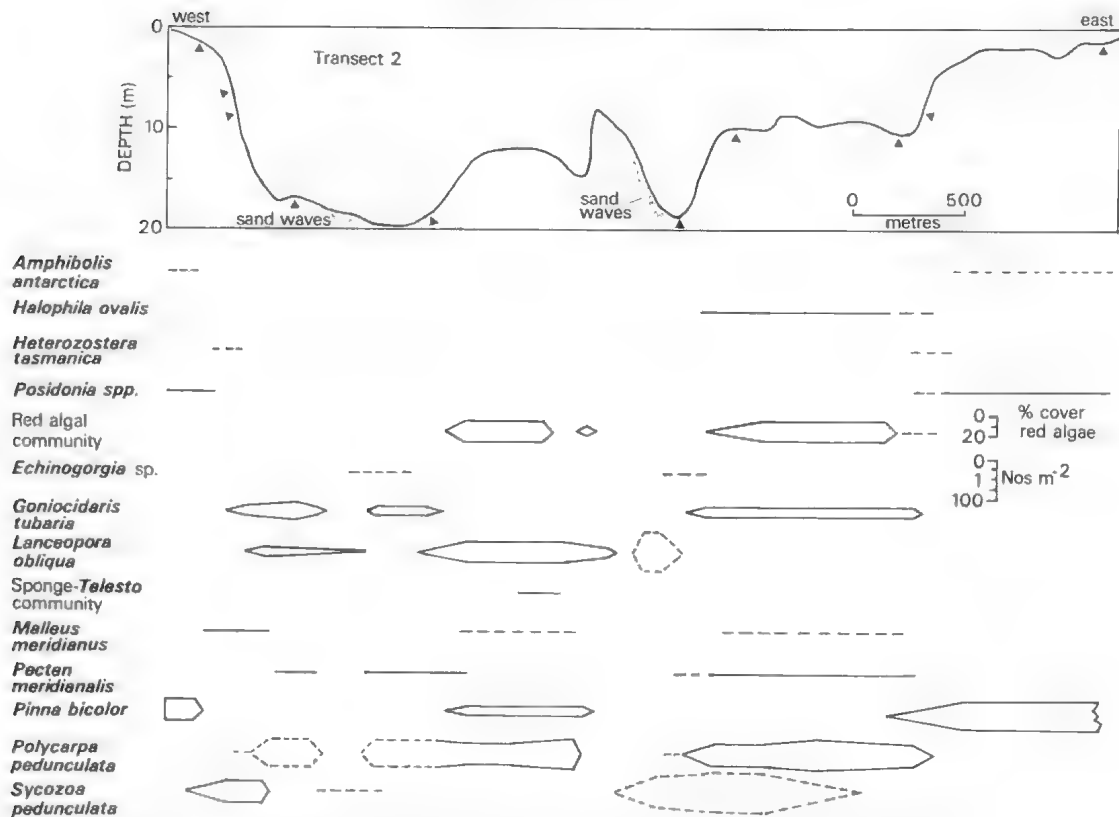 west
east
0
10
20
DEPTH (m)
Transect 2
sand waves
sand
waves
0 500
metres
Amphibolis
antarctica
Halophila ovalis
Heterozostera
tasmanica
Posidonia spp.
Red algal
community
0
20
% cover
red algae
Echinogorgia sp.
0
1
100
Nos m⁻²
Goniocidaris
tubaria
Lanceopora
obliqua
Sponge-Telesto
community
Malleus
meridianus
Pecten
meridianalis
Pinna bicolor
Polycarpa
pedunculata
Sycozoa
pedunculata